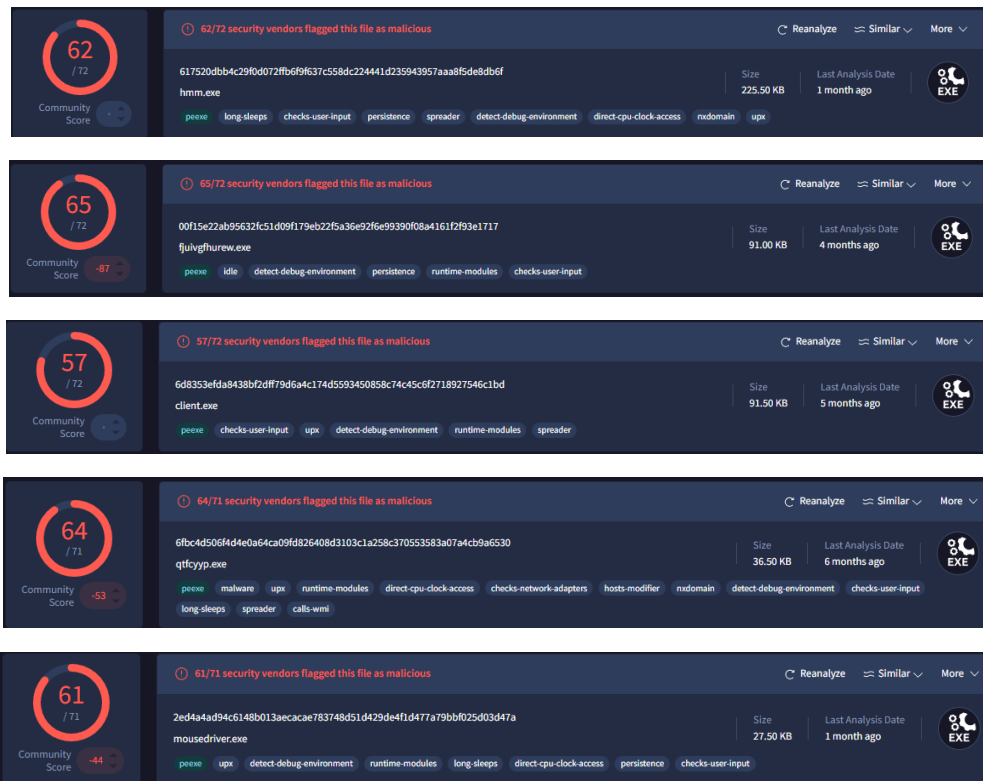 62/72 security vendors flagged this file as malicious Reanalyze Similar More
62
/ 72
617520dbb4c29f0d072ffb6f9f637c558dc224441d235943957aaa8f5de8db6f
hmm.exe
Size
225.50 KB
Last Analysis Date
1 month ago
EXE
Community Score
peexe long-sleeps checks-user-input persistence spreader detect-debug-environment direct-cpu-clock-access nxdomain upx
65/72 security vendors flagged this file as malicious Reanalyze Similar More
65
/ 72
00f15e22ab95632fc51d09f179eb22f5a36e92f6e99390f08a4161f2f93e1717
fjuivgfhurew.exe
Size
91.00 KB
Last Analysis Date
4 months ago
EXE
Community Score
-87
peexe idle detect-debug-environment persistence runtime-modules checks-user-input
57/72 security vendors flagged this file as malicious Reanalyze Similar More
57
/ 72
6d8353efda8438bf2dff79d6a4c174d5593450858c74c45c6f2718927546c1bd
client.exe
Size
91.50 KB
Last Analysis Date
5 months ago
EXE
Community Score
peexe checks-user-input upx detect-debug-environment runtime-modules spreader
64/71 security vendors flagged this file as malicious Reanalyze Similar More
64
/ 71
6fbc4d506f4d4e0a64ca09fd826408d3103c1a258c370553583a07a4cb9a6530
qtfcyyp.exe
Size
36.50 KB
Last Analysis Date
6 months ago
EXE
Community Score
-53
peexe malware upx runtime-modules direct-cpu-clock-access checks-network-adapters hosts-modifier nxdomain detect-debug-environment checks-user-input
long-sleeps spreader calls-wmi
61/71 security vendors flagged this file as malicious Reanalyze Similar More
61
/ 71
2ed4a4ad94c6148b013aecacae783748d51d429de4f1d477a79bbf025d03d47a
mousedriver.exe
Size
27.50 KB
Last Analysis Date
1 month ago
EXE
Community Score
-44
peexe upx detect-debug-environment runtime-modules long-sleeps direct-cpu-clock-access persistence checks-user-input